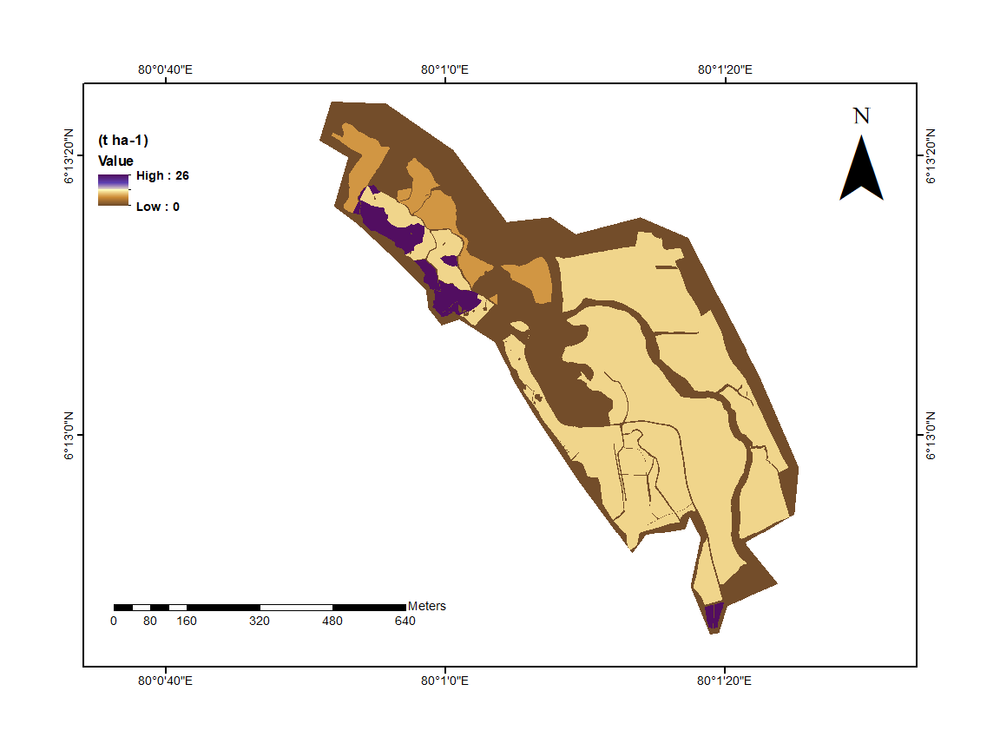 80°0'40"E 80°1'0"E 80°1'20"E
N
6°13'20"N 6°13'20"N
(t ha-1)
Value
High : 26
Low : 0
6°13'0"N 6°13'0"N
Meters
0 80 160 320 480 640
80°0'40"E 80°1'0"E 80°1'20"E